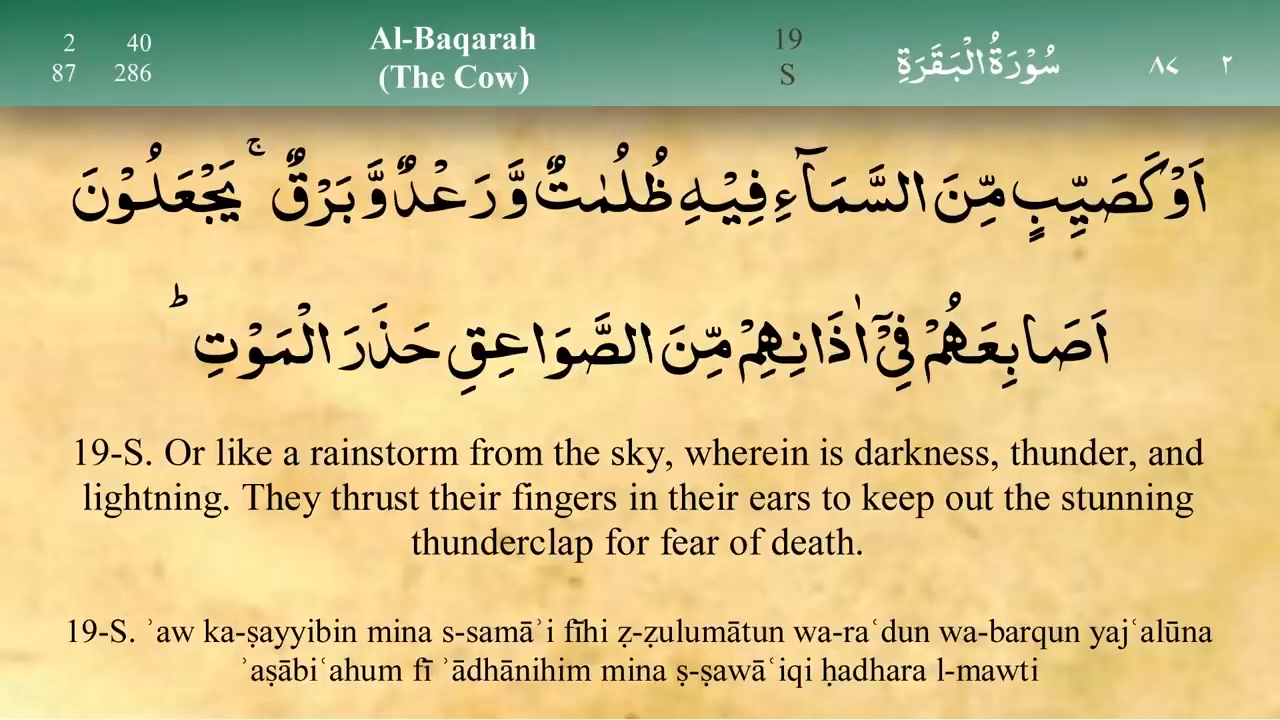 2 40
87 286
Al-Baqarah
(The Cow)
19
S
سُوْرَةُ الْبَقَرَةِ
٨٧ ٢
اَوْ كَصَيِّبٍ مِّنَ السَّمَآءِ فِيْهِ ظُلُمٰتٌ وَّرَعْدٌ وَّبَرْقٌ ۚ يَجْعَلُوْنَ
اَصَابِعَهُمْ فِيْٓ اٰذَانِهِمْ مِّنَ الصَّوَاعِقِ حَذَرَ الْمَوْتِ ؕ
19-S. Or like a rainstorm from the sky, wherein is darkness, thunder, and
lightning. They thrust their fingers in their ears to keep out the stunning
thunderclap for fear of death.
19-S. ʾaw ka-ṣayyibin mina s-samāʾi fīhi ẓ-ẓulumātun wa-raʿdun wa-barqun yajʿalūna
ʾaṣābiʿahum fī ʾādhānihim mina ṣ-ṣawāʿiqi ḥadhara l-mawti